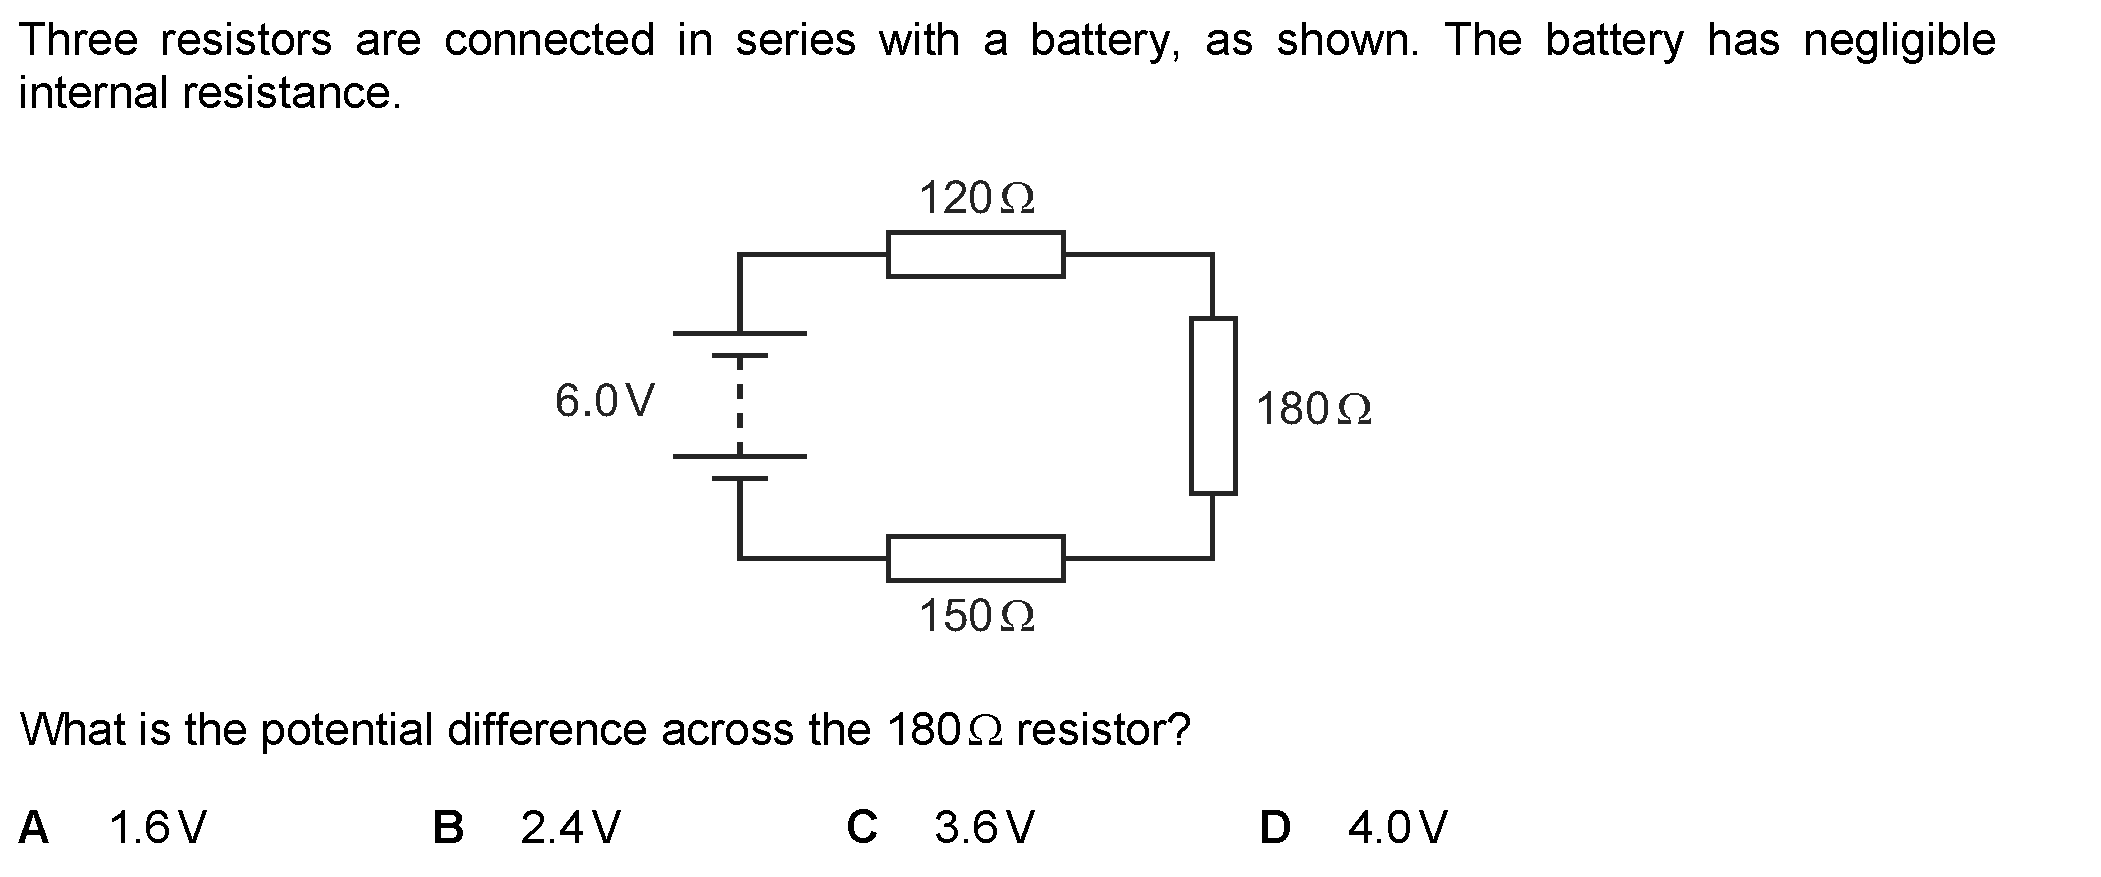 Three resistors are connected in series with a battery, as shown. The battery has negligible
internal resistance.
120 Ω
6.0 V
180 Ω
150 Ω
What is the potential difference across the 180 Ω resistor?
A 1.6 V B 2.4 V C 3.6 V D 4.0 V